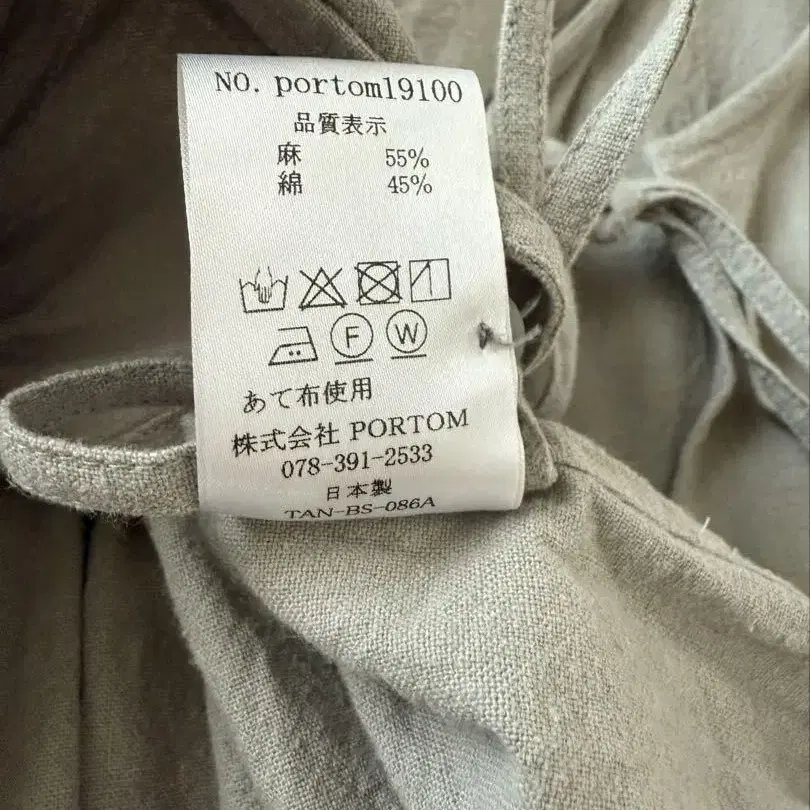 NO. portom19100
品質表示
麻 55%
綿 45%
F W
あて布使用
株式会社 PORTOM
078-391-2533
日本製
TAN-BS-086A